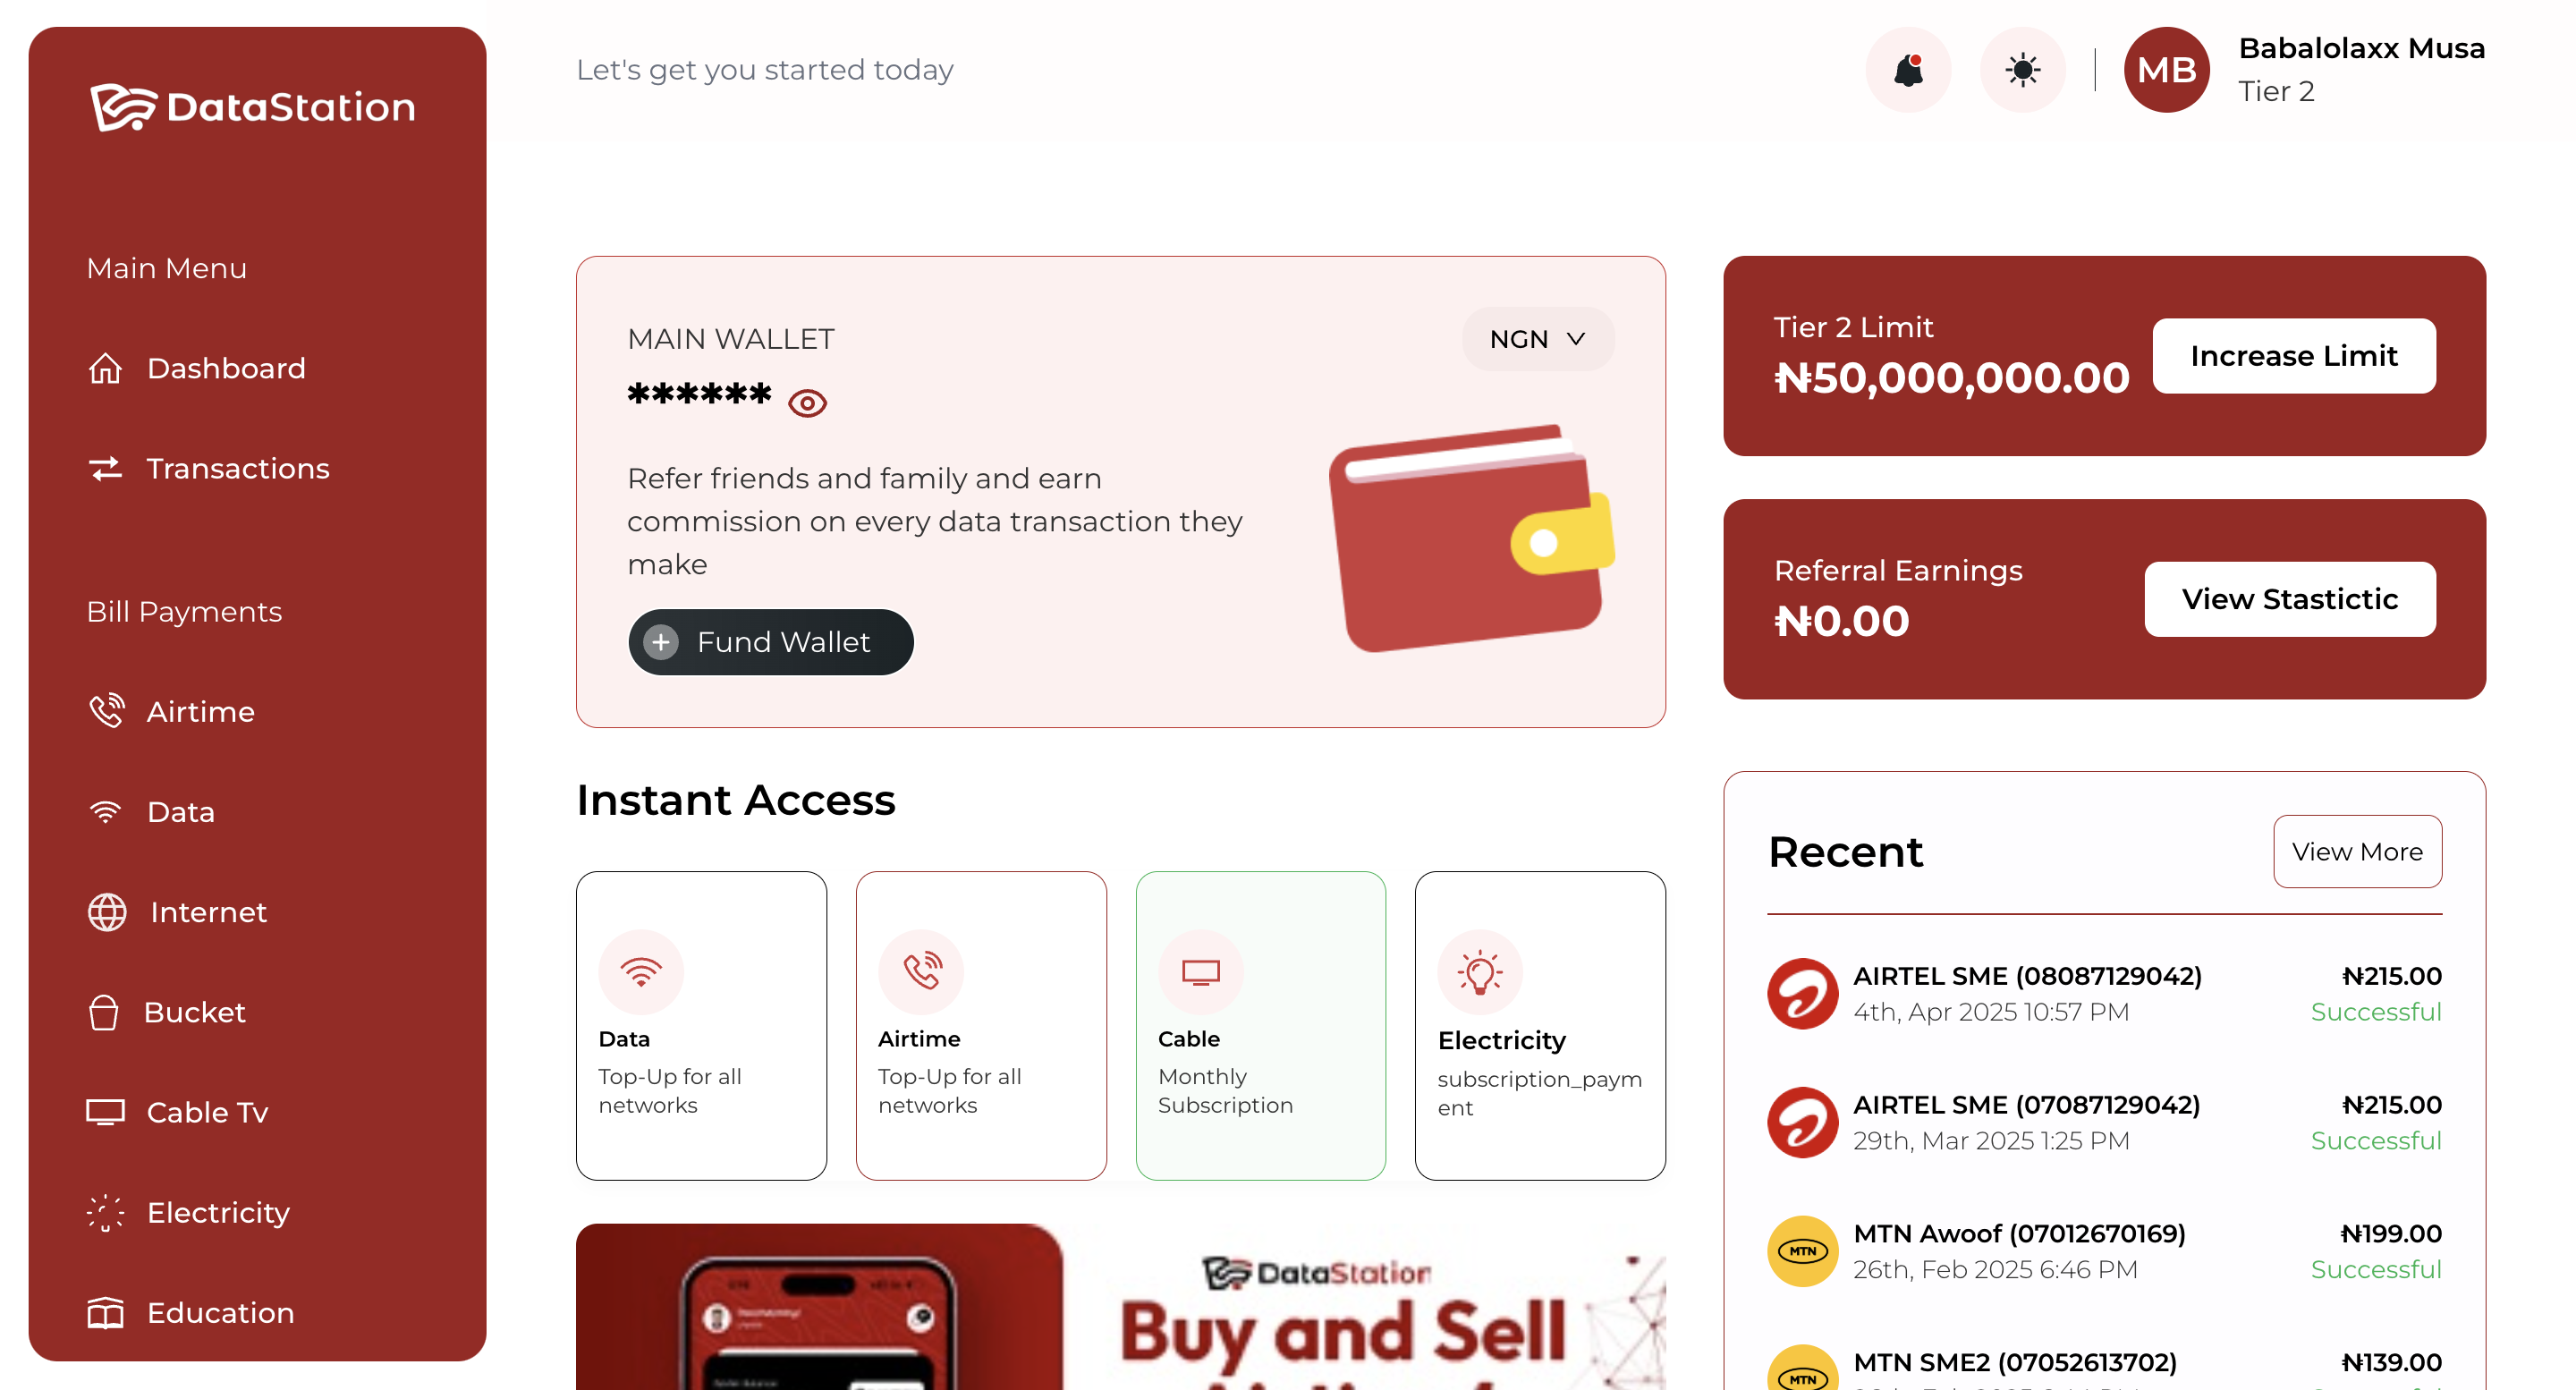 DataStation
Main Menu
Dashboard
Transactions
Bill Payments
Airtime
Data
Internet
Bucket
Cable Tv
Electricity
Education
Let's get you started today
MB
Babalolaxx Musa
Tier 2
MAIN WALLET
NGN
******
Refer friends and family and earn
commission on every data transaction they
make
Fund Wallet
Tier 2 Limit
₦50,000,000.00
Increase Limit
Referral Earnings
₦0.00
View Stastictic
Instant Access
Data
Top-Up for all
networks
Airtime
Top-Up for all
networks
Cable
Monthly
Subscription
Electricity
subscription_paym
ent
DataStation
Buy and Sell
Recent
View More
AIRTEL SME (08087129042)
₦215.00
4th, Apr 2025 10:57 PM
Successful
AIRTEL SME (07087129042)
₦215.00
29th, Mar 2025 1:25 PM
Successful
MTN
MTN Awoof (07012670169)
₦199.00
26th, Feb 2025 6:46 PM
Successful
MTN
MTN SME2 (07052613702)
₦139.00